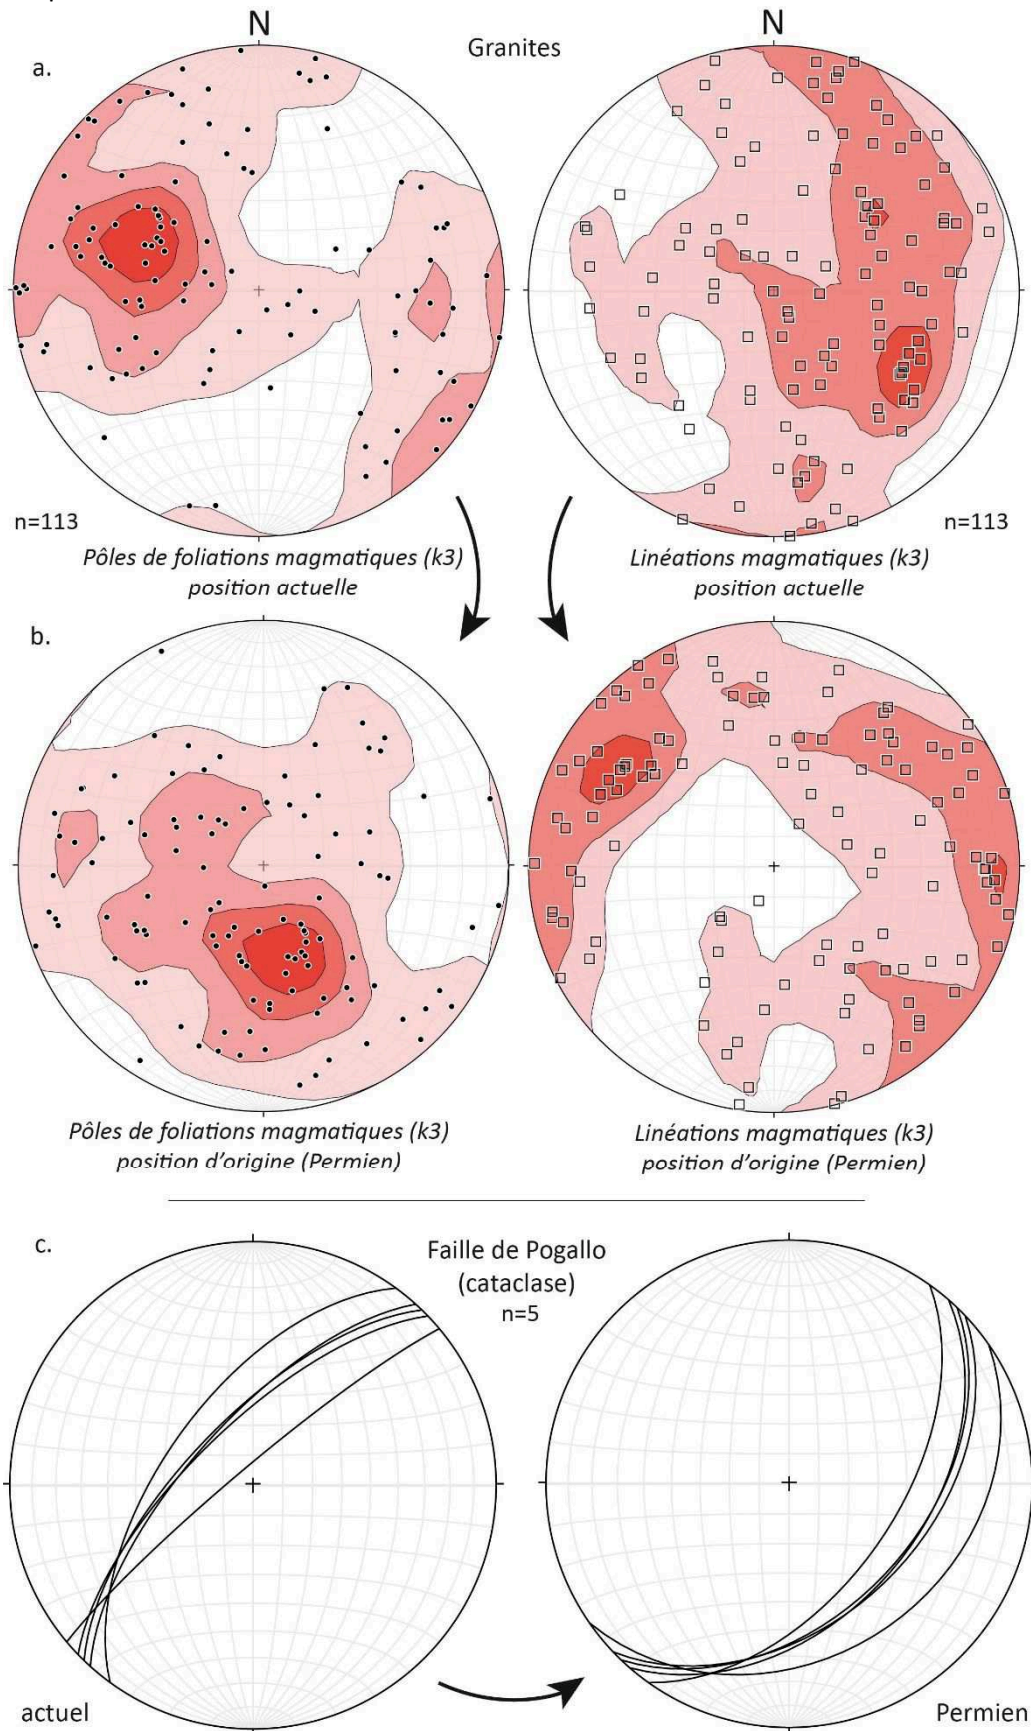 N
N
Granites
a.
n=113
n=113
Pôles de foliations magmatiques (k3)
position actuelle
Linéations magmatiques (k3)
position actuelle
b.
Pôles de foliations magmatiques (k3)
position d'origine (Permien)
Linéations magmatiques (k3)
position d'origine (Permien)
c.
Faille de Pogallo
(cataclase)
n=5
actuel
Permien